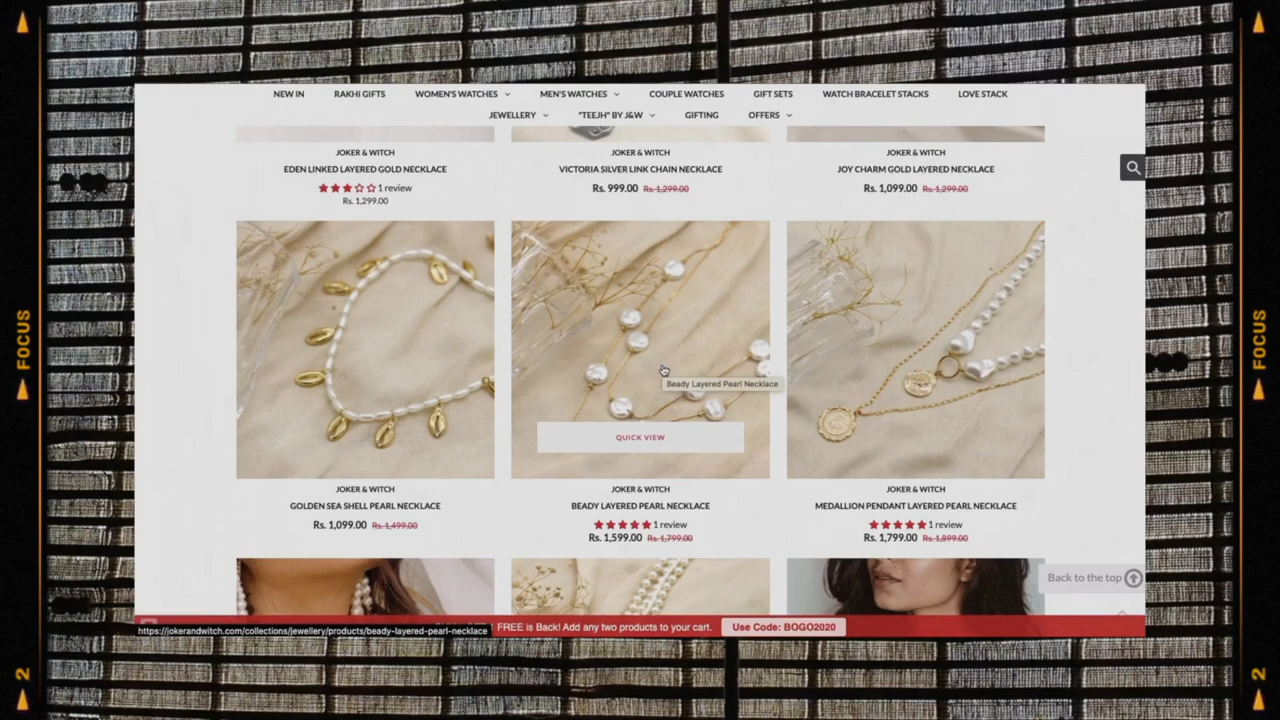 NEW IN RAKHI GIFTS WOMEN'S WATCHES MEN'S WATCHES COUPLE WATCHES GIFT SETS WATCH BRACELET STACKS LOVE STACK
JEWELLERY "TEEJH" BY J&W GIFTING OFFERS
JOKER & WITCH
EDEN LINKED LAYERED GOLD NECKLACE
1 review
Rs. 1,299.00
JOKER & WITCH
VICTORIA SILVER LINK CHAIN NECKLACE
Rs. 999.00 Rs. 1,299.00
JOKER & WITCH
JOY CHARM GOLD LAYERED NECKLACE
Rs. 1,099.00 Rs. 1,299.00
FOCUS
FOCUS
Beady Layered Pearl Necklace
QUICK VIEW
JOKER & WITCH
GOLDEN SEA SHELL PEARL NECKLACE
Rs. 1,099.00 Rs. 1,499.00
JOKER & WITCH
BEADY LAYERED PEARL NECKLACE
1 review
Rs. 1,599.00 Rs. 1,799.00
JOKER & WITCH
MEDALLION PENDANT LAYERED PEARL NECKLACE
1 review
Rs. 1,799.00 Rs. 1,899.00
Back to the top
https://jokerandwitch.com/collections/jewellery/products/beady-layered-pearl-necklace
FREE is Back! Add any two products to your cart. Use Code: BOGO2020
2
2